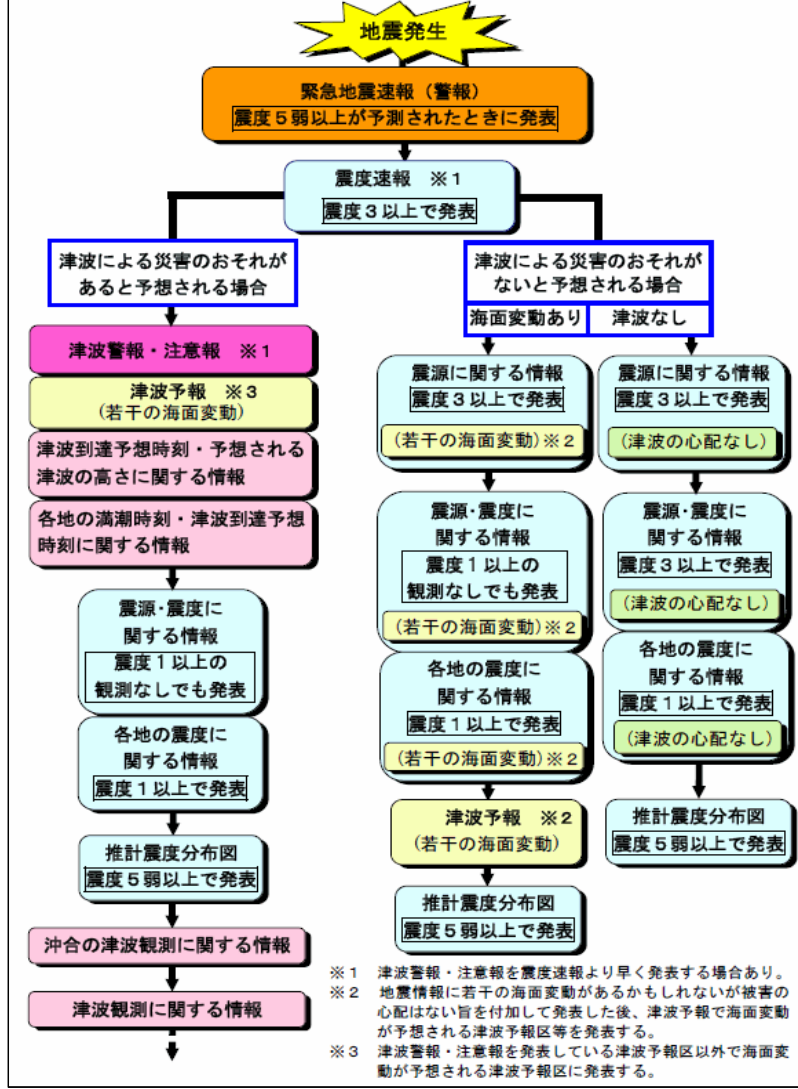 地震発生
緊急地震速報（警報）
震度５弱以上が予測されたときに発表
震度速報　※１
震度３以上で発表
津波による災害のおそれが
あると予想される場合
津波警報・注意報　※１
津波予報　※３
(若干の海面変動)
津波到達予想時刻・予想される
津波の高さに関する情報
各地の満潮時刻・津波到達予想
時刻に関する情報
震源・震度に
関する情報
震度１以上の
観測なしでも発表
各地の震度に
関する情報
震度１以上で発表
推計震度分布図
震度５弱以上で発表
沖合の津波観測に関する情報
津波観測に関する情報
津波による災害のおそれが
ないと予想される場合
海面変動あり
震源に関する情報
震度３以上で発表
(若干の海面変動)※２
震源・震度に
関する情報
震度１以上の
観測なしでも発表
(若干の海面変動)※２
各地の震度に
関する情報
震度１以上で発表
(若干の海面変動)※２
津波予報　※２
(若干の海面変動)
推計震度分布図
震度５弱以上で発表
津波なし
震源に関する情報
震度３以上で発表
(津波の心配なし)
震源・震度に
関する情報
震度３以上で発表
(津波の心配なし)
各地の震度に
関する情報
震度１以上で発表
(津波の心配なし)
推計震度分布図
震度５弱以上で発表
※１　津波警報・注意報を震度速報より早く発表する場合あり。
※２　地震情報に若干の海面変動があるかもしれないが被害の
心配はない旨を付加して発表した後、津波予報で海面変動
が予想される津波予報区等を発表する。
※３　津波警報・注意報を発表している津波予報区以外で海面変
動が予想される津波予報区に発表する。